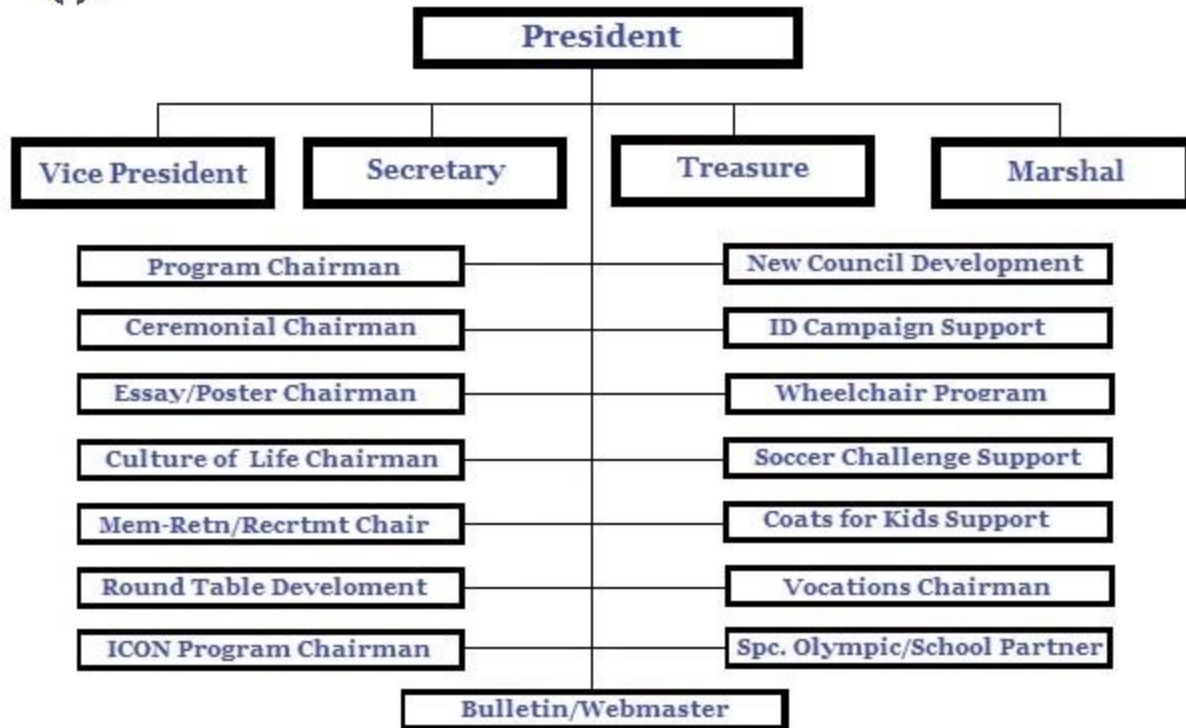 President
Vice President
Secretary
Treasure
Marshal
Program Chairman
New Council Development
Ceremonial Chairman
ID Campaign Support
Essay/Poster Chairman
Wheelchair Program
Culture of Life Chairman
Soccer Challenge Support
Mem-Retn/Recrtmt Chair
Coats for Kids Support
Round Table Develoment
Vocations Chairman
ICON Program Chairman
Spc. Olympic/School Partner
Bulletin/Webmaster